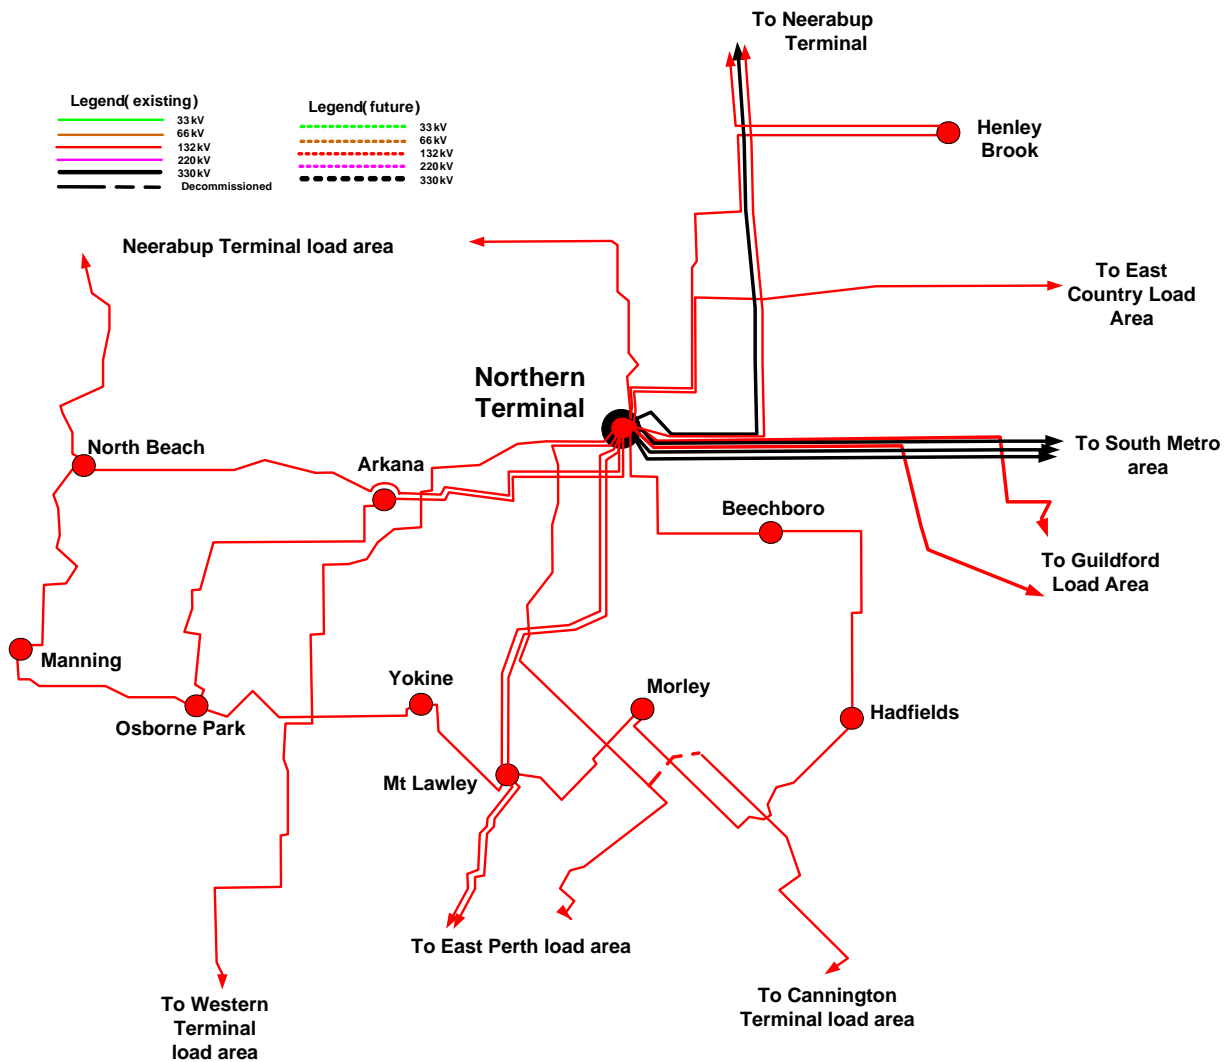 To Neerabup
Terminal
Legend( existing)
33 kV
66 kV
132 kV
220 kV
330 kV
Decommissioned
Legend( future)
33 kV
66 kV
132 kV
220 kV
330 kV
Henley
Brook
Neerabup Terminal load area
To East
Country Load
Area
Northern
Terminal
North Beach
Arkana
To South Metro
area
Beechboro
To Guildford
Load Area
Manning
Yokine
Morley
Osborne Park
Hadfields
Mt Lawley
To East Perth load area
To Western
Terminal
load area
To Cannington
Terminal load area